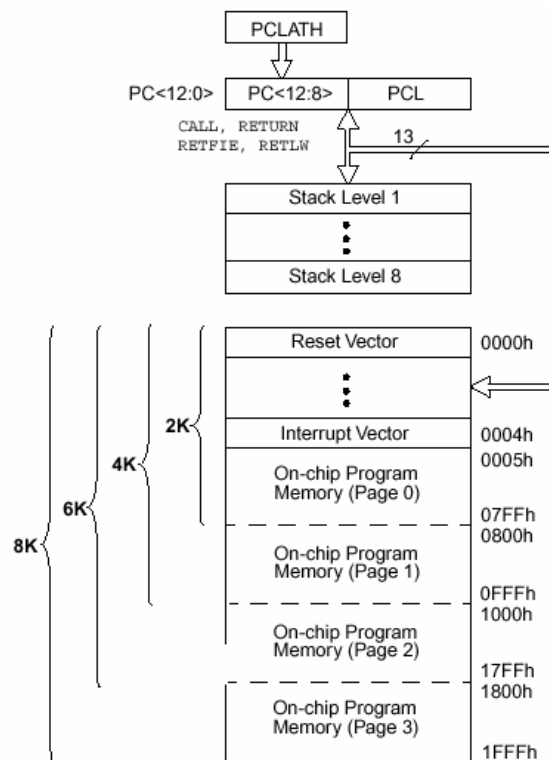 PCLATH
PC<12:0> PC<12:8> PCL
CALL, RETURN
RETFIE, RETLW
13
Stack Level 1
Stack Level 8
Reset Vector 0000h
2K
Interrupt Vector 0004h
0005h
4K
On-chip Program
Memory (Page 0)
6K
07FFh
0800h
8K
On-chip Program
Memory (Page 1)
0FFFh
1000h
On-chip Program
Memory (Page 2)
17FFh
1800h
On-chip Program
Memory (Page 3)
1FFFh